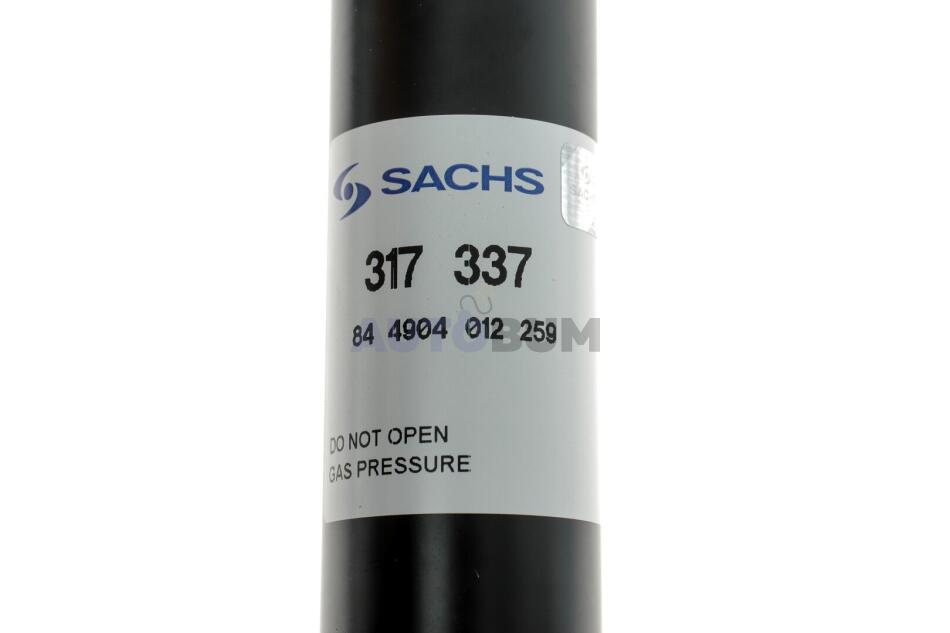 SACHS
317 337
84 4904 012 259
AUTOBUM
DO NOT OPEN
GAS PRESSURE